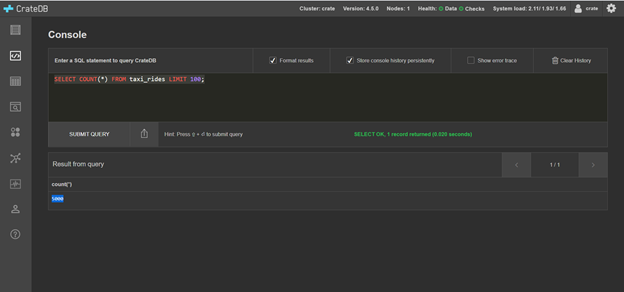 CrateDB
Cluster: crate Version: 4.5.0 Nodes: 1 Health: Data Checks System load: 2.11/ 1.93/ 1.66 crate
Console
Enter a SQL statement to query CrateDB Format results Store console history persistently Show error trace Clear History
SELECT COUNT(*) FROM taxi_rides LIMIT 100;
SUBMIT QUERY Hint: Press ⇧ + ⏎ to submit query SELECT OK, 1 record returned (0.020 seconds)
Result from query < 1 / 1 >
count(*)
5000